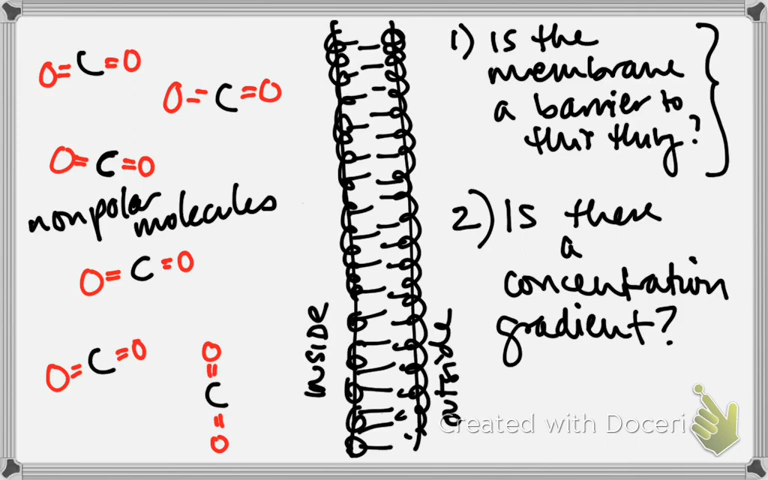 O=C=O
O=C=O
O=C=O
nonpolar molecules
O=C=O
O=C=O
O=C=O
INSIDE
outside
1) Is the
membrane
a barrier to
this thing?
2) Is there
a
concentration
gradient?
Created with Doceri